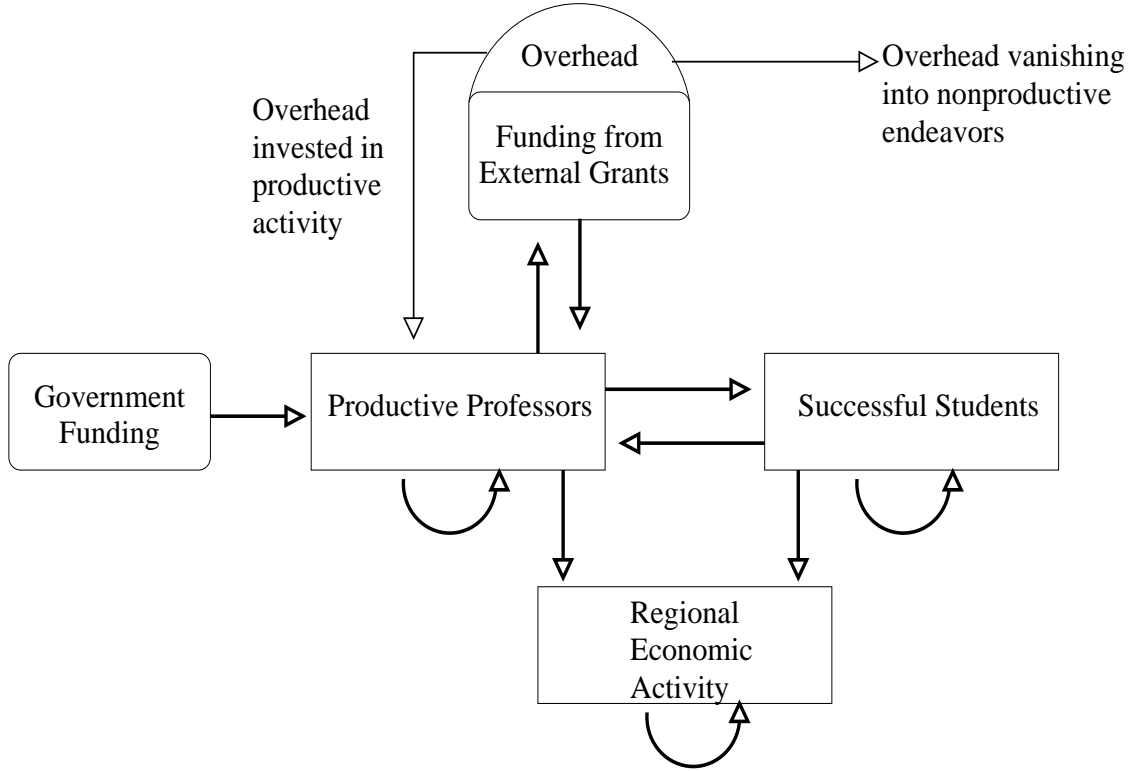 Overhead
Overhead vanishing
into nonproductive
endeavors
Overhead
invested in
productive
activity
Funding from
External Grants
Government
Funding
Productive Professors
Successful Students
Regional
Economic
Activity